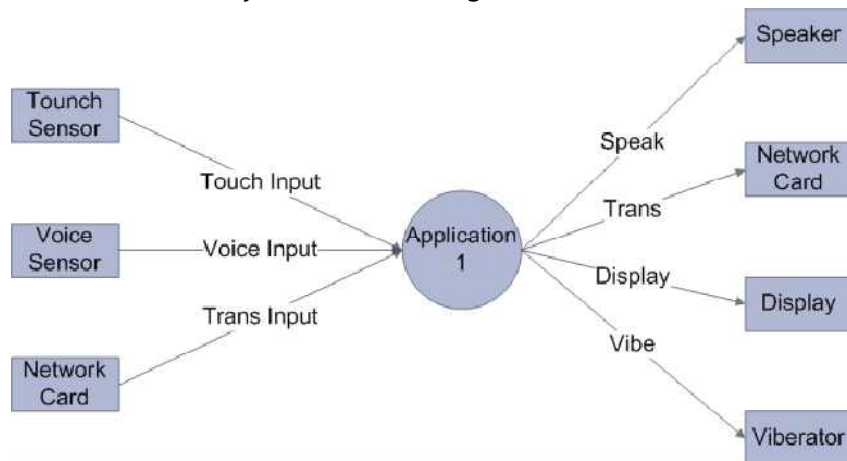 Tounch
Sensor
Touch Input
Voice
Sensor
Voice Input
Trans Input
Network
Card
Application
1
Speak
Speaker
Trans
Network
Card
Display
Display
Vibe
Viberator